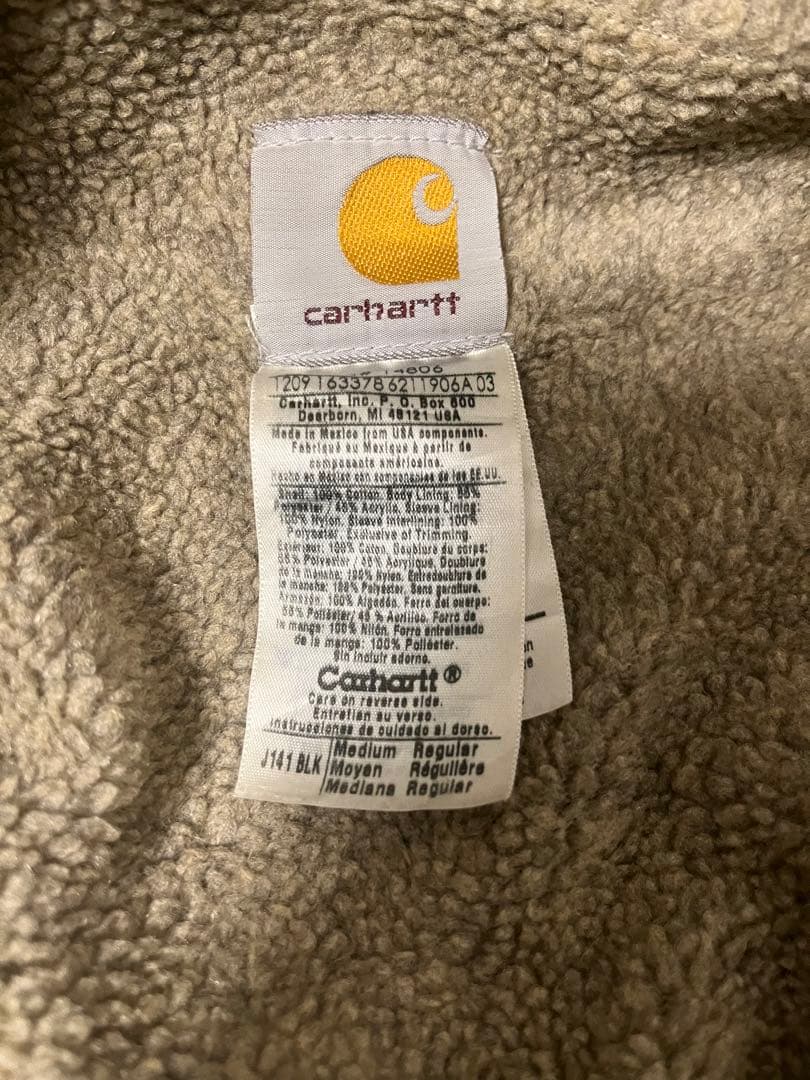 carhartt
14806
1209 1633786211906A 03
Carhartt, Inc. P. O. Box 600
Dearborn, MI 48121 USA
Made in Mexico from USA components.
Fabriqué au Mexique à partir de
composants américains.
Hecho en México con componentes de los EE.UU.
Shell: 100% Cotton. Body Lining: 55%
Polyester/ 45% Acrylic. Sleeve Lining:
100% Nylon. Sleeve Interlining: 100%
Polyester. Exclusive of Trimming.
Extérieur: 100% Coton. Doublure du corps:
55% Polyester/ 45% Acrylique. Doublure
de la manche: 100% Nylon. Entredoublure de
la manche: 100% Polyester. Sans garniture.
Armazón: 100% Algodón. Forro del cuerpo:
55% Poliéster/ 45 % Acrílico. Forro de
la manga: 100% Nilón. Forro entrelazado
de la manga: 100% Poliéster.
Sin incluir adorno.
Carhartt®
Care on reverse side.
Entretien au verso.
Instrucciones de cuidado al dorso.
J141 BLK
Medium Regular
Moyen Régulière
Mediana Regular